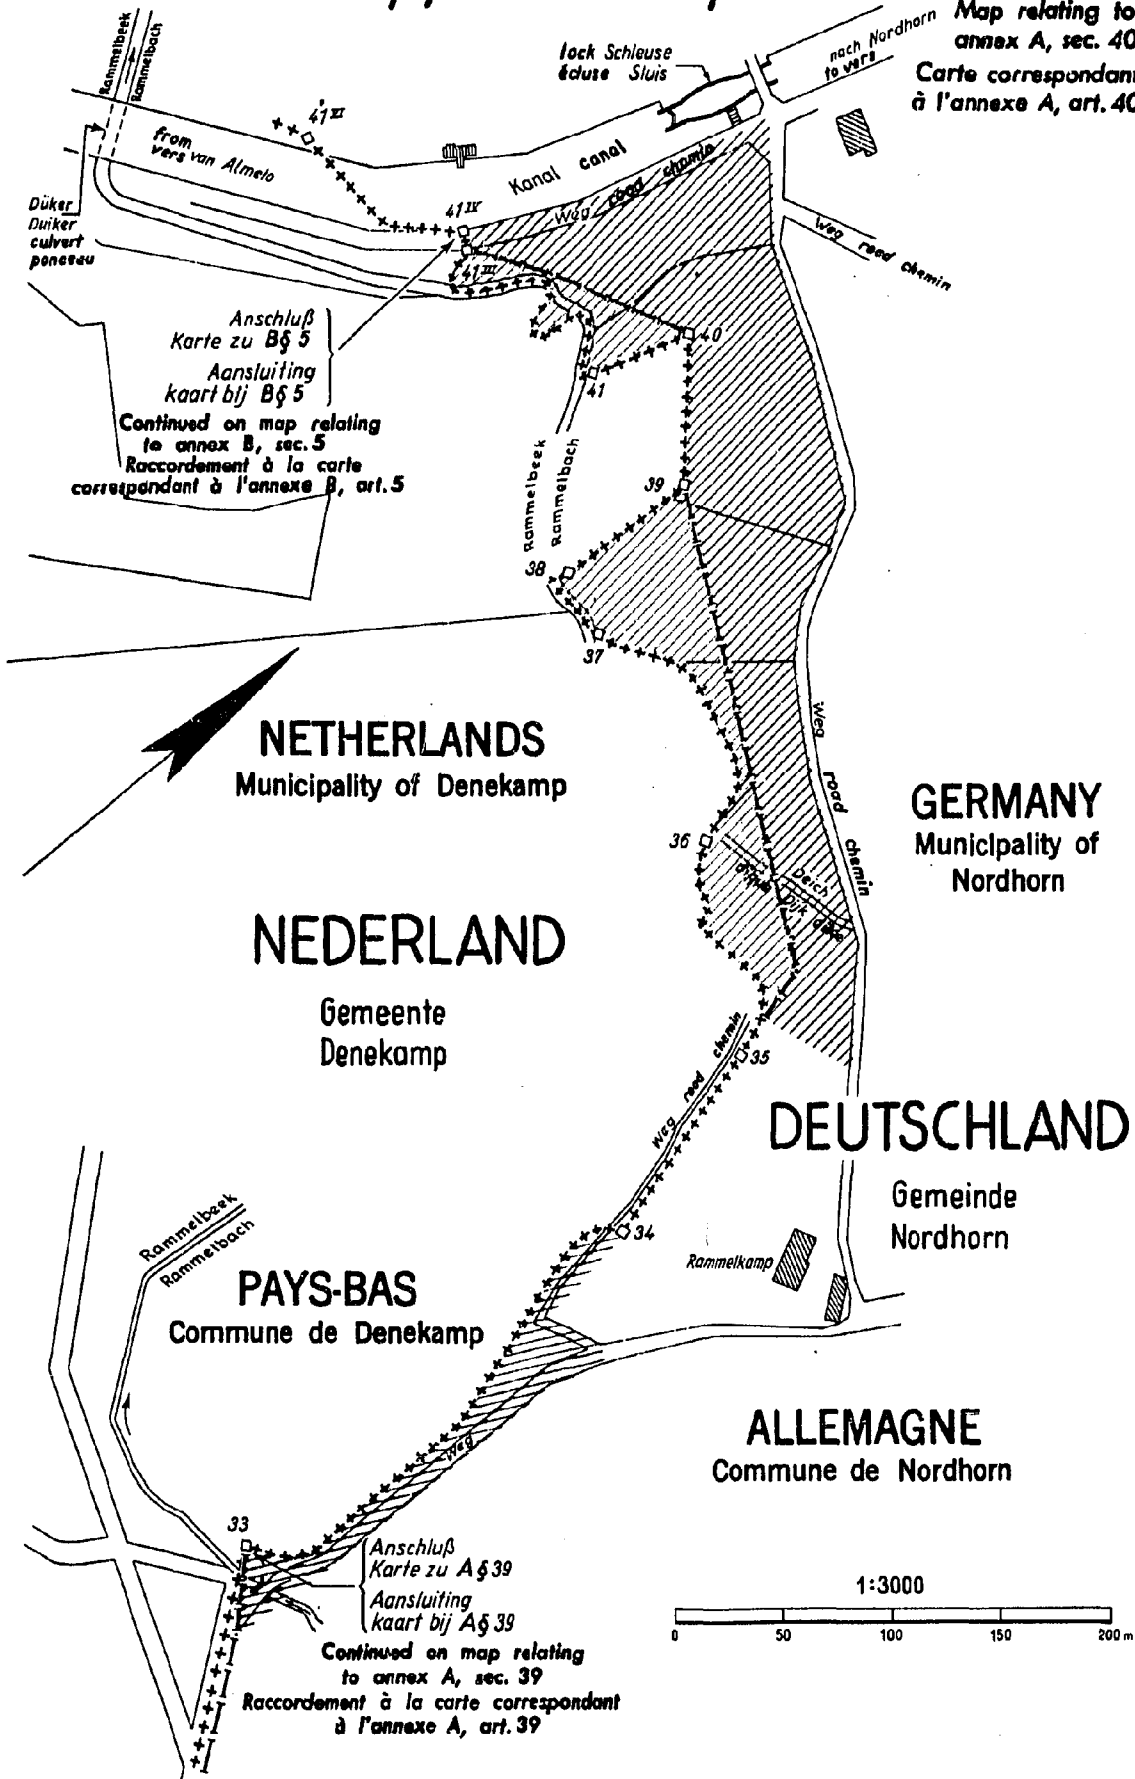 Map relating to
annex A, sec. 40
Carte correspondant
à l'annexe A, art. 40
nach Nordhorn
to vers
lock Schleuse
écluse Sluis
Rammelbeek
Rammelbach
41 VI
from
vers van Almelo
Kanal canal
Weg road chemin
Weg road chemin
Düker
Duiker
culvert
ponceau
41 IV
41 III
Anschluß
Karte zu B§ 5
Aansluiting
kaart bij B§ 5
Continued on map relating
to annex B, sec. 5
Raccordement à la carte
correspondant à l'annexe B, art. 5
40
41
Rammelbeek
Rammelbach
39
38
37
NETHERLANDS
Municipality of Denekamp
Weg road chemin
GERMANY
Municipality of
Nordhorn
36
digue
Deich
Dijk
NEDERLAND
Gemeente
Denekamp
35
Weg road chemin
DEUTSCHLAND
Gemeinde
Nordhorn
34
Rammelkamp
Rammelbeek
Rammelbach
PAYS-BAS
Commune de Denekamp
ALLEMAGNE
Commune de Nordhorn
Weg
33
Anschluß
Karte zu A§39
Aansluiting
kaart bij A§39
Continued on map relating
to annex A, sec. 39
Raccordement à la carte correspondant
à l'annexe A, art. 39
1:3000
0 50 100 150 200 m